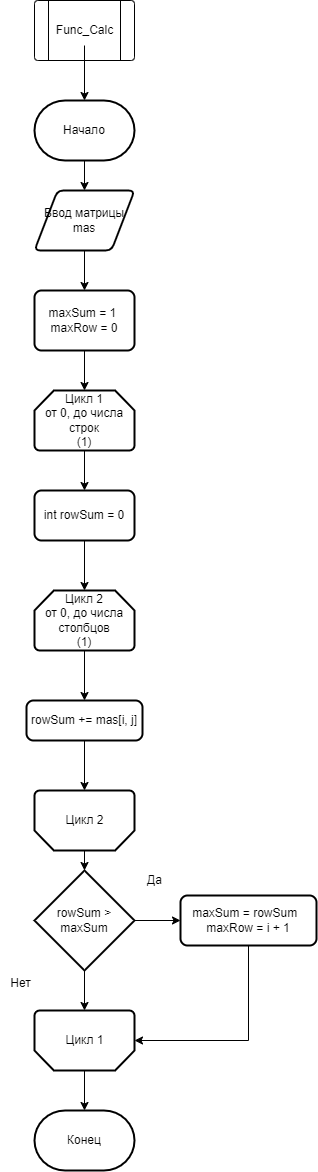 Func_Calc
Начало
Ввод матрицы
mas
maxSum = 1
maxRow = 0
Цикл 1
от 0, до числа
строк
(1)
int rowSum = 0
Цикл 2
от 0, до числа
столбцов
(1)
rowSum += mas[i, j]
Цикл 2
Да
rowSum >
maxSum
maxSum = rowSum
maxRow = i + 1
Нет
Цикл 1
Конец